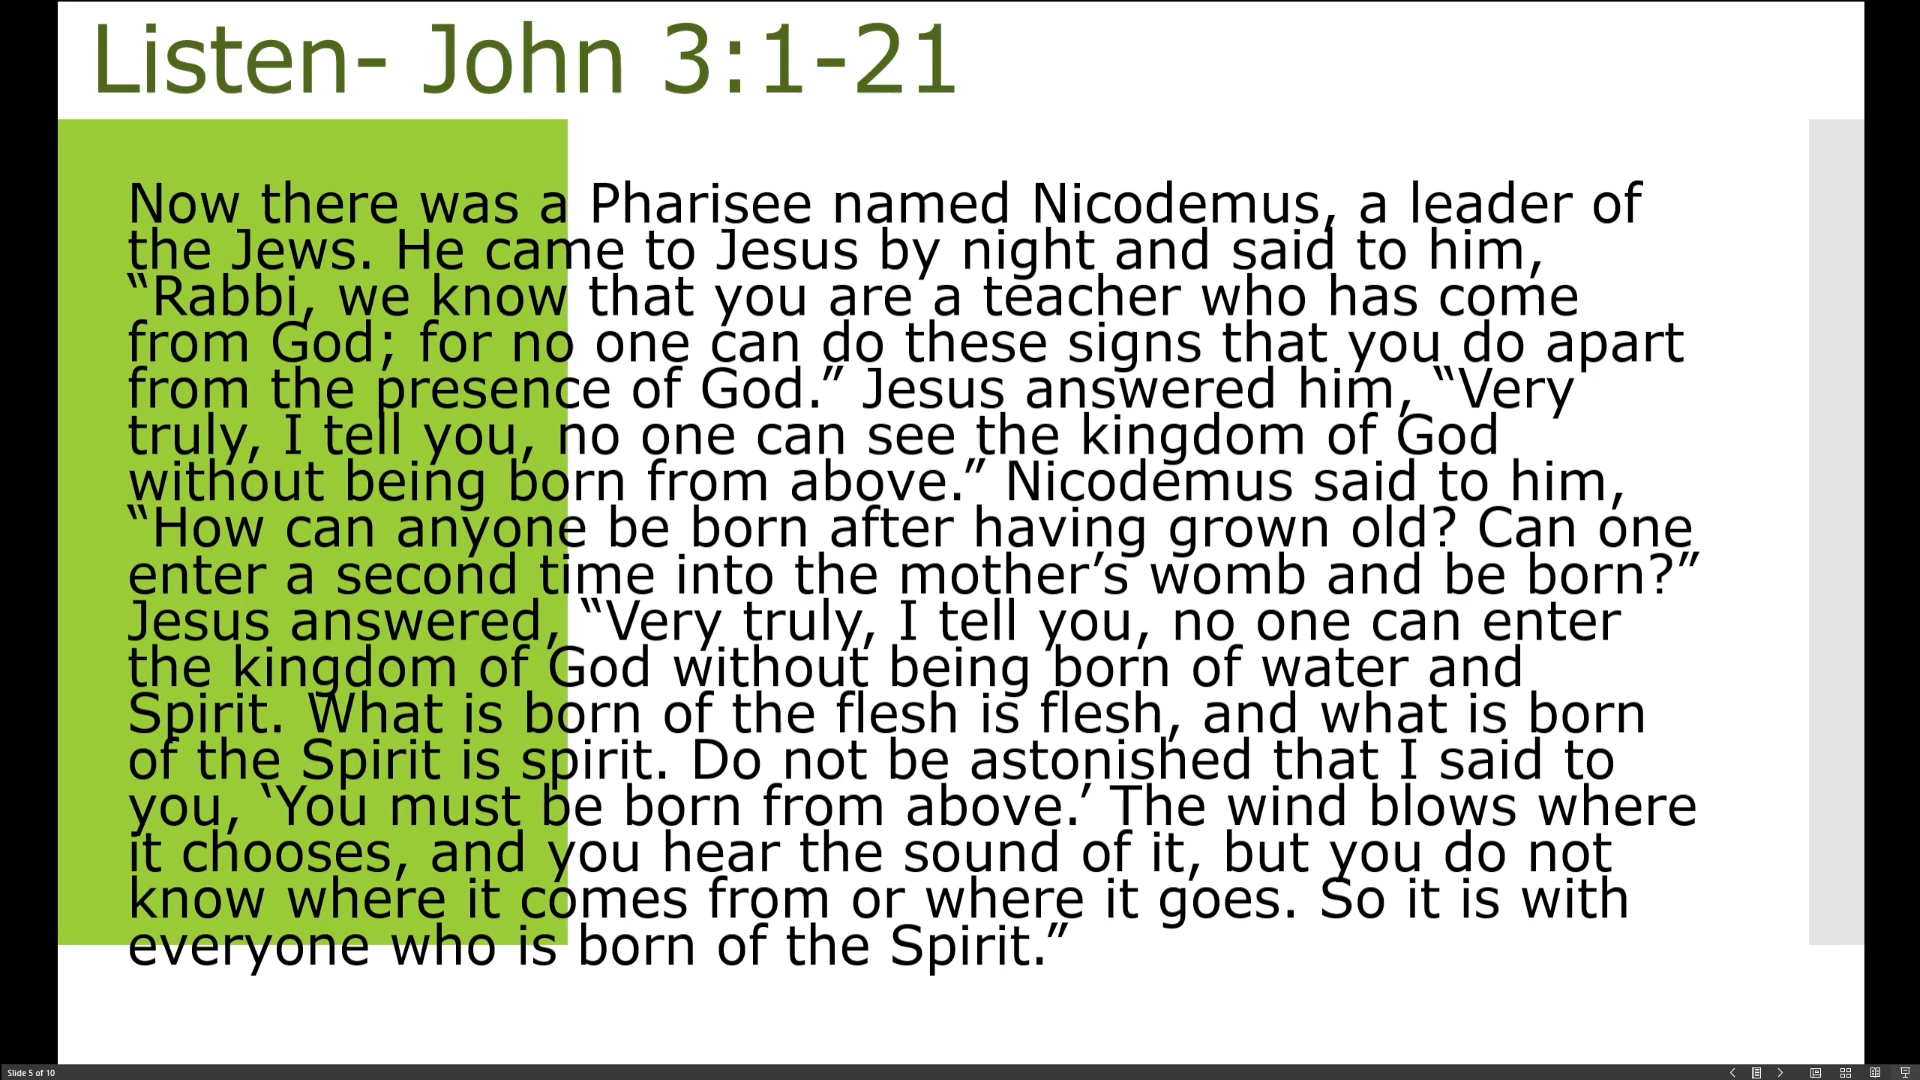 Listen- John 3:1-21
Now there was a Pharisee named Nicodemus, a leader of
the Jews. He came to Jesus by night and said to him,
“Rabbi, we know that you are a teacher who has come
from God; for no one can do these signs that you do apart
from the presence of God.” Jesus answered him, “Very
truly, I tell you, no one can see the kingdom of God
without being born from above.” Nicodemus said to him,
“How can anyone be born after having grown old? Can one
enter a second time into the mother’s womb and be born?”
Jesus answered, “Very truly, I tell you, no one can enter
the kingdom of God without being born of water and
Spirit. What is born of the flesh is flesh, and what is born
of the Spirit is spirit. Do not be astonished that I said to
you, ‘You must be born from above.’ The wind blows where
it chooses, and you hear the sound of it, but you do not
know where it comes from or where it goes. So it is with
everyone who is born of the Spirit.”
Slide 5 of 10